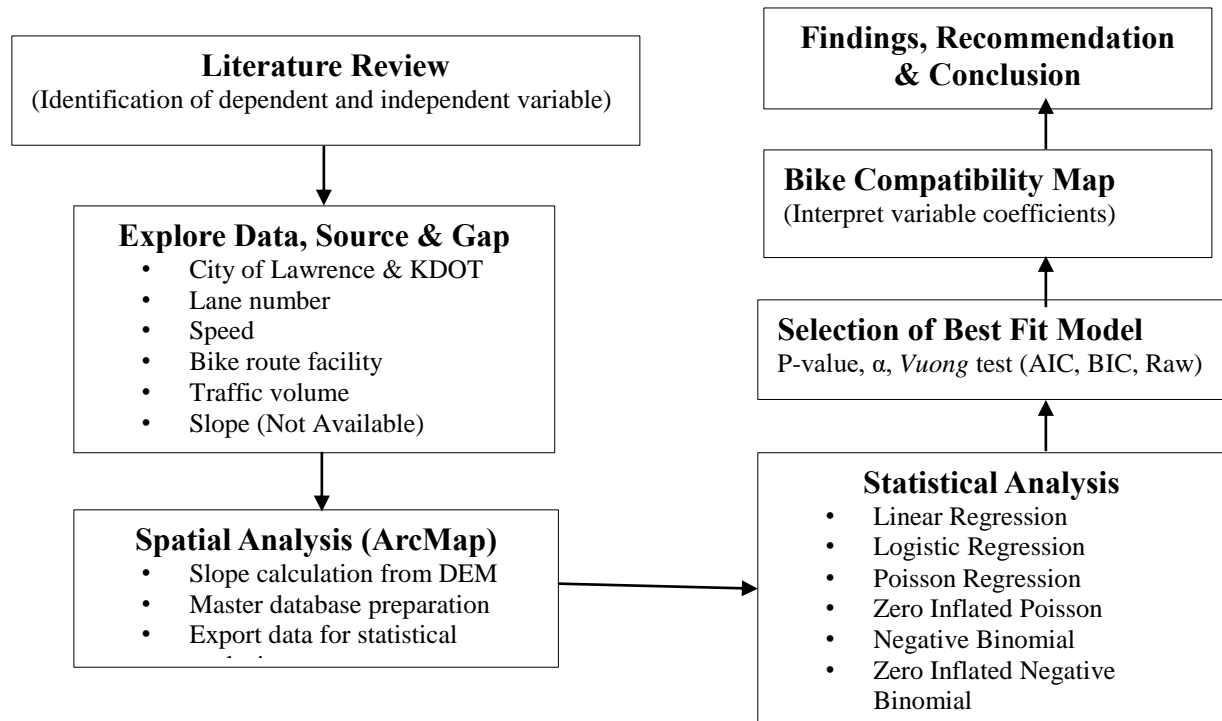 Literature Review
(Identification of dependent and independent variable)
Explore Data, Source & Gap
• City of Lawrence & KDOT
• Lane number
• Speed
• Bike route facility
• Traffic volume
• Slope (Not Available)
Spatial Analysis (ArcMap)
• Slope calculation from DEM
• Master database preparation
• Export data for statistical
Statistical Analysis
• Linear Regression
• Logistic Regression
• Poisson Regression
• Zero Inflated Poisson
• Negative Binomial
• Zero Inflated Negative
Binomial
Selection of Best Fit Model
P-value, α, Vuong test (AIC, BIC, Raw)
Bike Compatibility Map
(Interpret variable coefficients)
Findings, Recommendation
& Conclusion